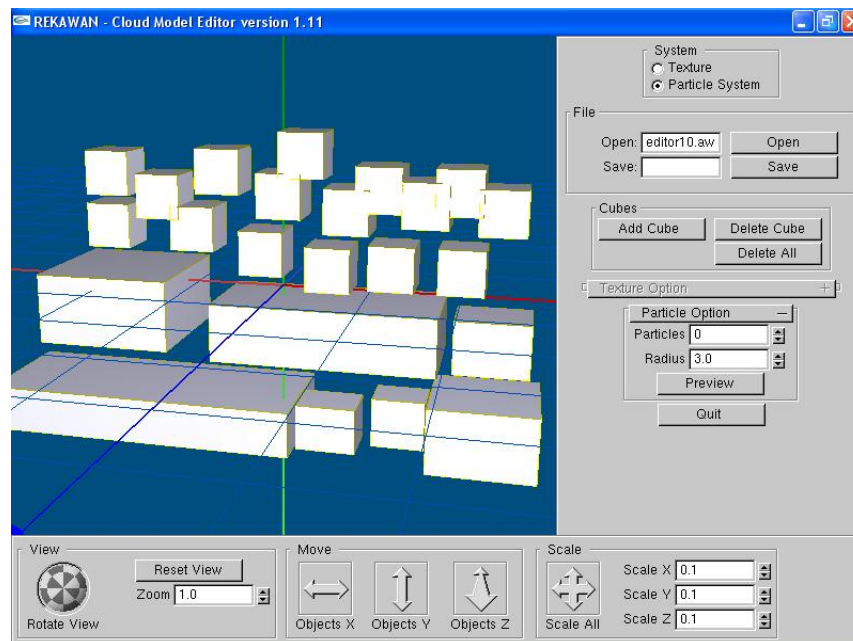 REKAWAN - Cloud Model Editor version 1.11
System
Texture
Particle System
File
Open: editor10.aw Open
Save: Save
Cubes
Add Cube Delete Cube
Delete All
Texture Option +
Particle Option –
Particles 0
Radius 3.0
Preview
Quit
View
Reset View
Zoom 1.0
Rotate View
Move
Objects X Objects Y Objects Z
Scale
Scale All
Scale X 0.1
Scale Y 0.1
Scale Z 0.1